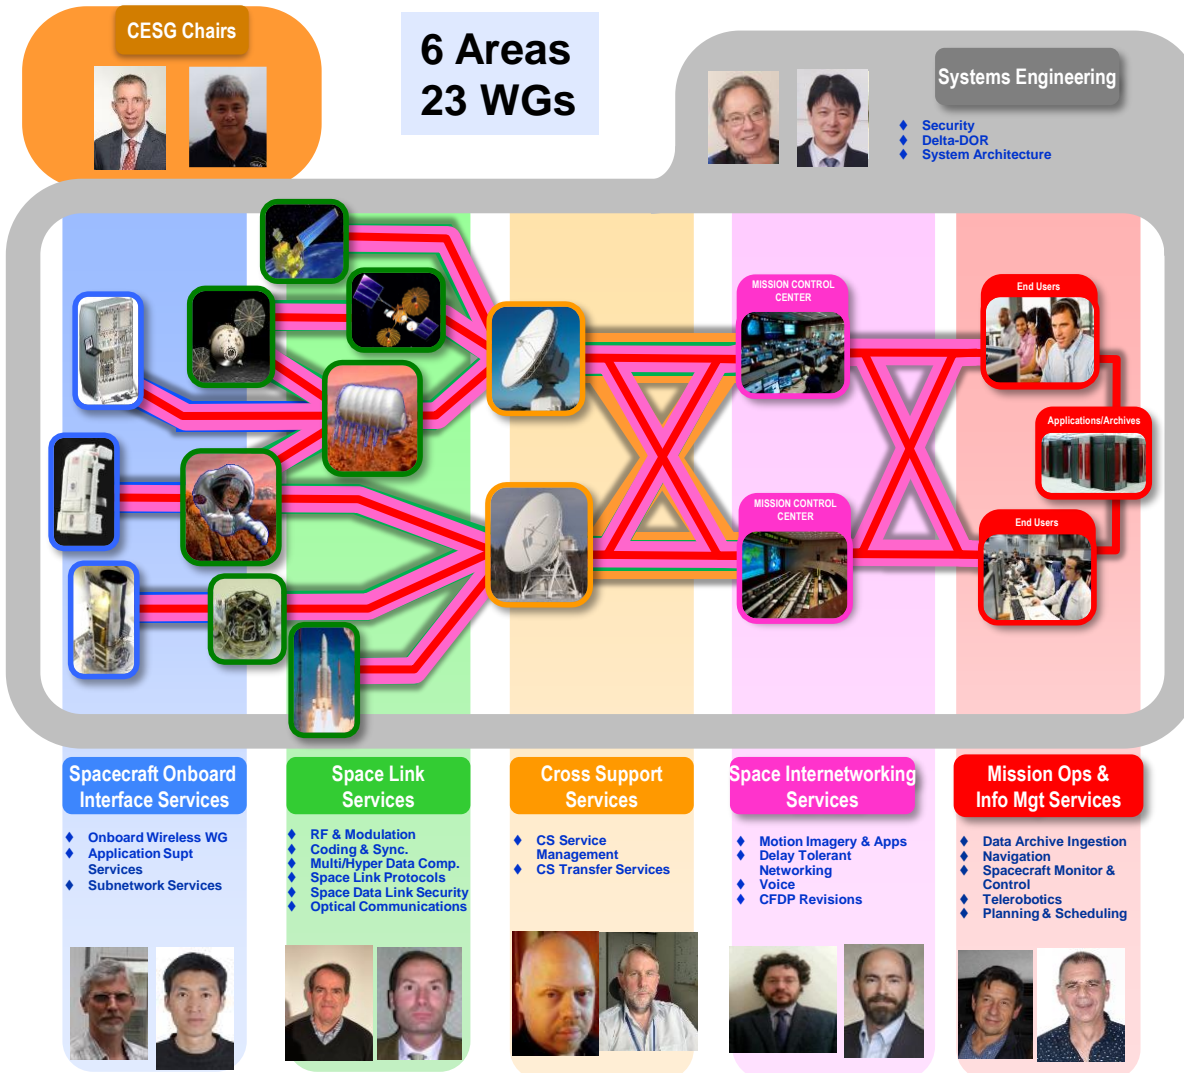 CESG Chairs
6 Areas
23 WGs
Systems Engineering
Security
Delta-DOR
System Architecture
MISSION CONTROL
CENTER
End Users
Applications/Archives
MISSION CONTROL
CENTER
End Users
Spacecraft Onboard
Interface Services
Onboard Wireless WG
Application Supt
Services
Subnetwork Services
Space Link
Services
RF & Modulation
Coding & Sync.
Multi/Hyper Data Comp.
Space Link Protocols
Space Data Link Security
Optical Communications
Cross Support
Services
CS Service
Management
CS Transfer Services
Space Internetworking
Services
Motion Imagery & Apps
Delay Tolerant
Networking
Voice
CFDP Revisions
Mission Ops &
Info Mgt Services
Data Archive Ingestion
Navigation
Spacecraft Monitor &
Control
Telerobotics
Planning & Scheduling